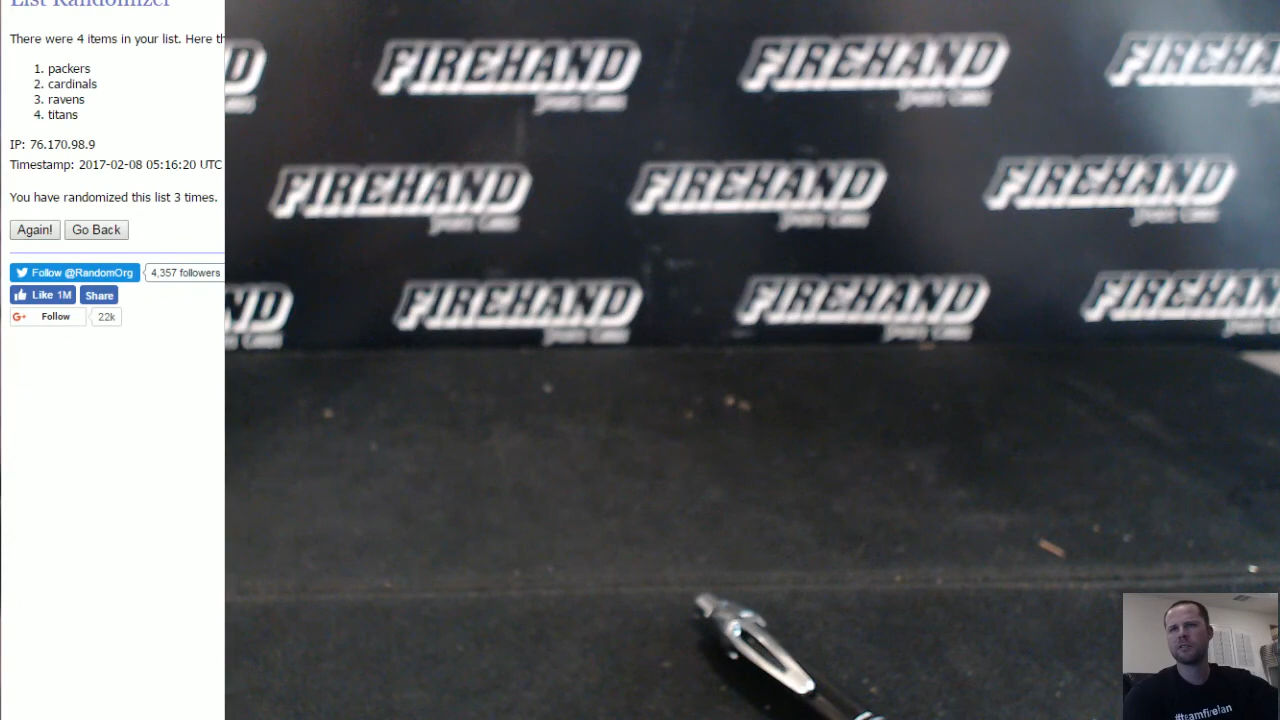 List Randomizer
There were 4 items in your list. Here th
1. packers
2. cardinals
3. ravens
4. titans
IP: 76.170.98.9
Timestamp: 2017-02-08 05:16:20 UTC
You have randomized this list 3 times.
Again! Go Back
Follow @RandomOrg 4,357 followers
Like 1M Share
G+ Follow 22k
D FIREHAND FIREHAND FIREHAND
FIREHAND FIREHAND FIREHAND
ND FIREHAND FIREHAND FIREHAND